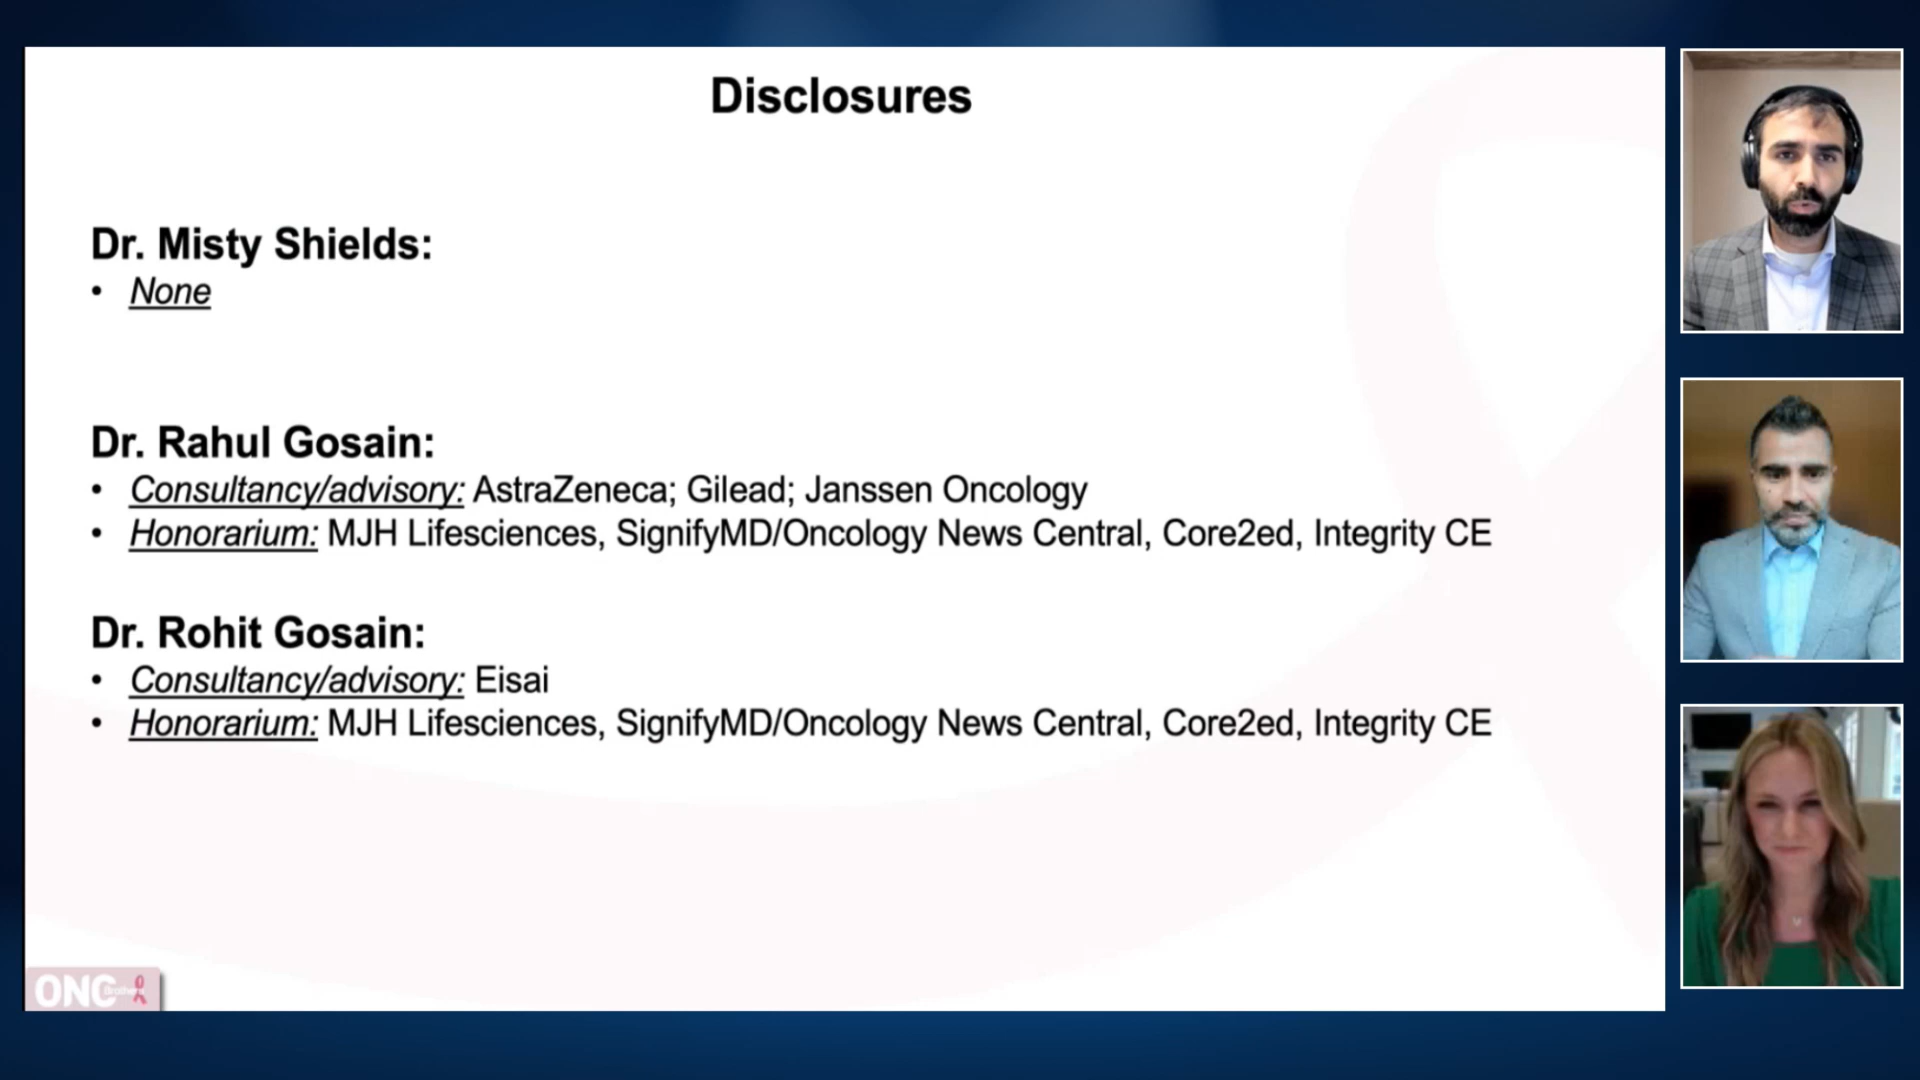 Disclosures
Dr. Misty Shields:
• None
Dr. Rahul Gosain:
• Consultancy/advisory: AstraZeneca; Gilead; Janssen Oncology
• Honorarium: MJH Lifesciences, SignifyMD/Oncology News Central, Core2ed, Integrity CE
Dr. Rohit Gosain:
• Consultancy/advisory: Eisai
• Honorarium: MJH Lifesciences, SignifyMD/Oncology News Central, Core2ed, Integrity CE
ONC Brothers